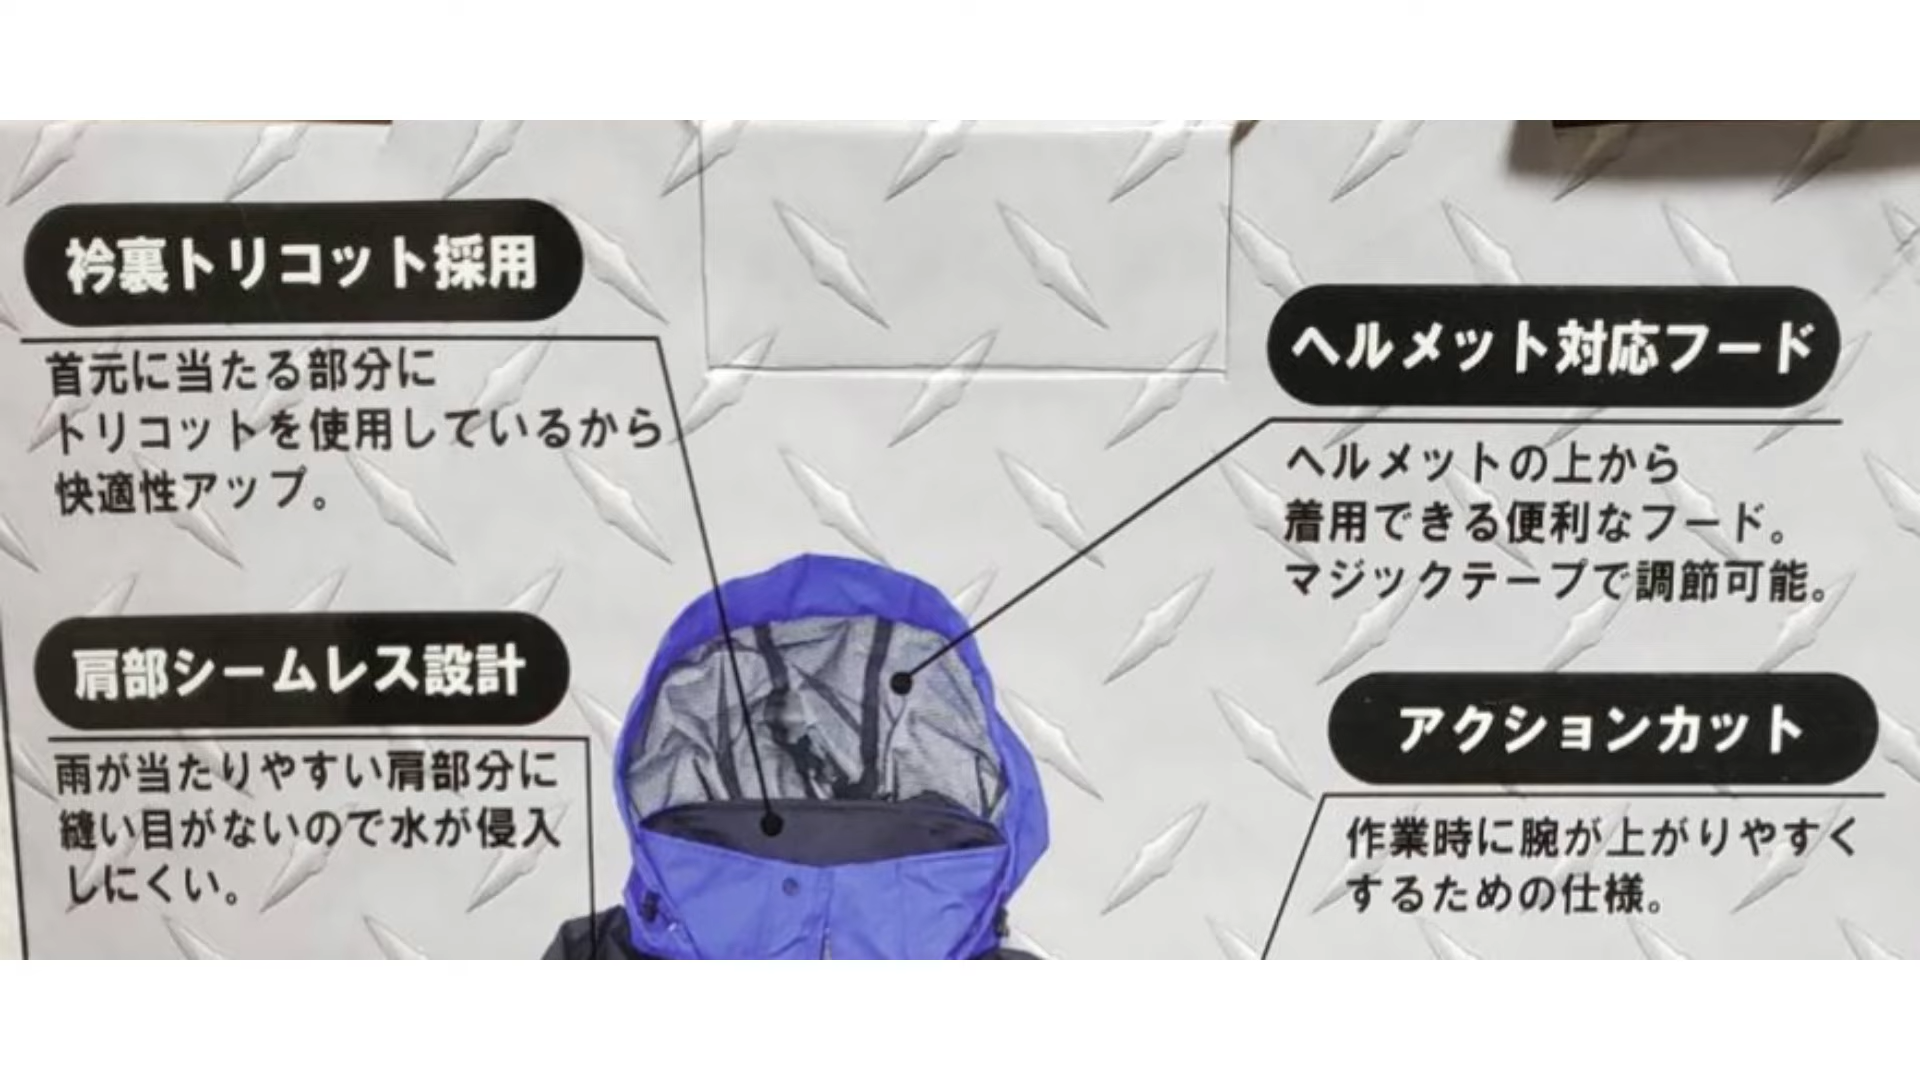 衿裏トリコット採用
首元に当たる部分に
トリコットを使用しているから
快適性アップ。
ヘルメット対応フード
ヘルメットの上から
着用できる便利なフード。
マジックテープで調節可能。
肩部シームレス設計
雨が当たりやすい肩部分に
縫い目がないので水が侵入
しにくい。
アクションカット
作業時に腕が上がりやすく
するための仕様。